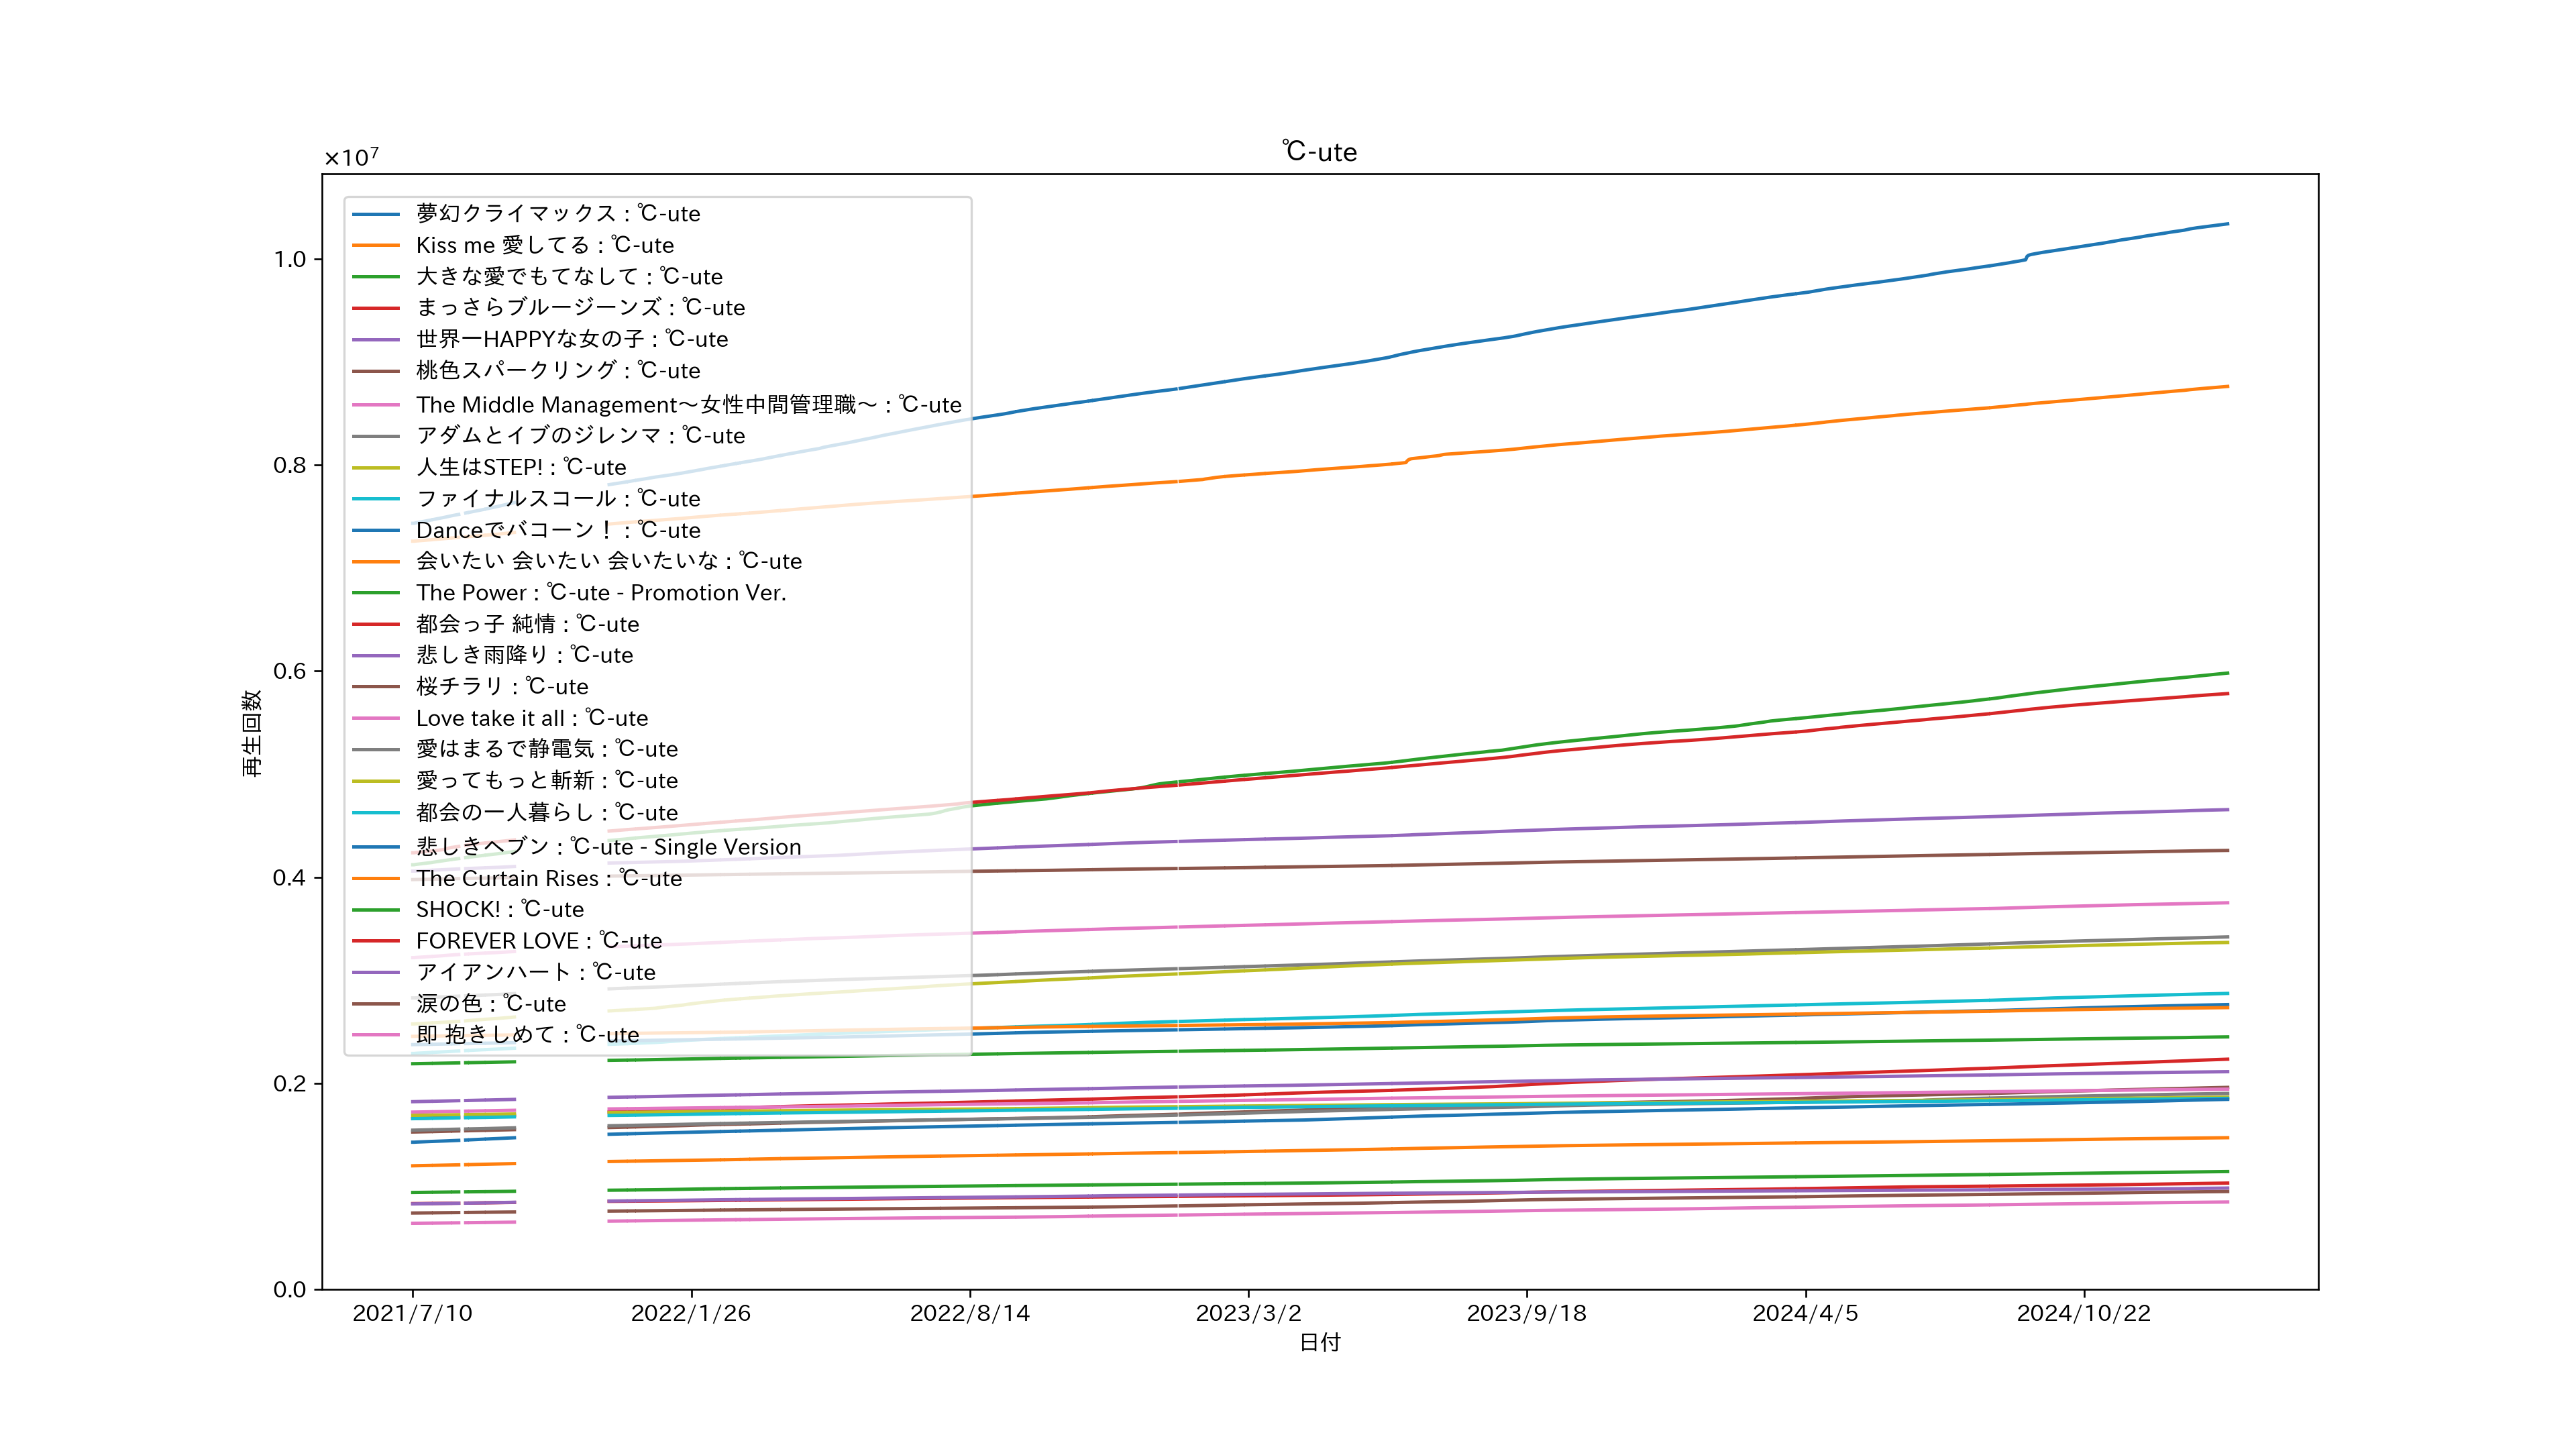 ℃-ute
×10⁷
夢幻クライマックス : ℃-ute
Kiss me 愛してる : ℃-ute
大きな愛でもてなして : ℃-ute
まっさらブルージーンズ : ℃-ute
世界一HAPPYな女の子 : ℃-ute
桃色スパークリング : ℃-ute
The Middle Management～女性中間管理職～ : ℃-ute
アダムとイブのジレンマ : ℃-ute
人生はSTEP! : ℃-ute
ファイナルスコール : ℃-ute
Danceでバコーン！ : ℃-ute
会いたい 会いたい 会いたいな : ℃-ute
The Power : ℃-ute - Promotion Ver.
都会っ子 純情 : ℃-ute
悲しき雨降り : ℃-ute
桜チラリ : ℃-ute
Love take it all : ℃-ute
愛はまるで静電気 : ℃-ute
愛ってもっと斬新 : ℃-ute
都会の一人暮らし : ℃-ute
悲しきヘブン : ℃-ute - Single Version
The Curtain Rises : ℃-ute
SHOCK! : ℃-ute
FOREVER LOVE : ℃-ute
アイアンハート : ℃-ute
涙の色 : ℃-ute
即 抱きしめて : ℃-ute
1.0
0.8
0.6
0.4
0.2
0.0
再生回数
2021/7/10 2022/1/26 2022/8/14 2023/3/2 2023/9/18 2024/4/5 2024/10/22
日付